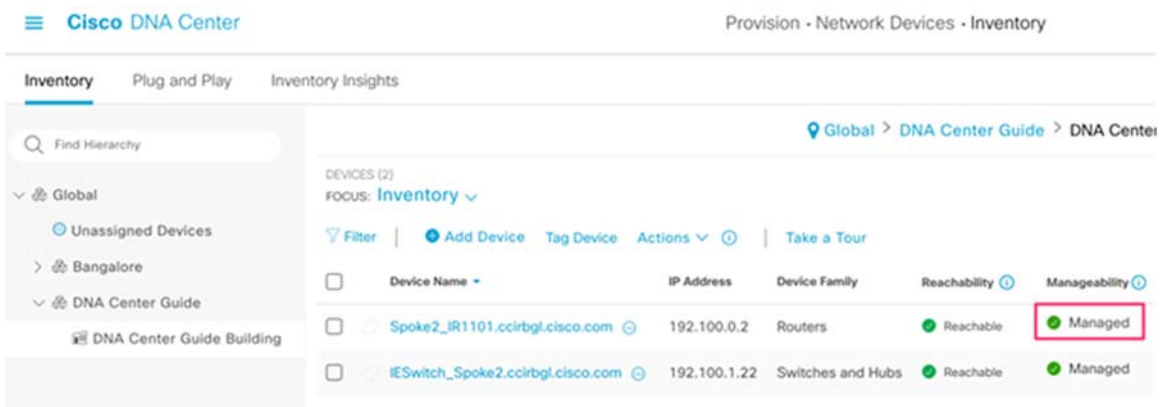 Cisco DNA Center
Provision · Network Devices · Inventory
Inventory Plug and Play Inventory Insights
Find Hierarchy
Global
Unassigned Devices
Bangalore
DNA Center Guide
DNA Center Guide Building
Global > DNA Center Guide > DNA Center
DEVICES (2)
FOCUS: Inventory
Filter | Add Device Tag Device Actions | Take a Tour
Device Name IP Address Device Family Reachability Manageability
Spoke2_IR1101.ccirbgl.cisco.com 192.100.0.2 Routers Reachable Managed
IESwitch_Spoke2.ccirbgl.cisco.com 192.100.1.22 Switches and Hubs Reachable Managed